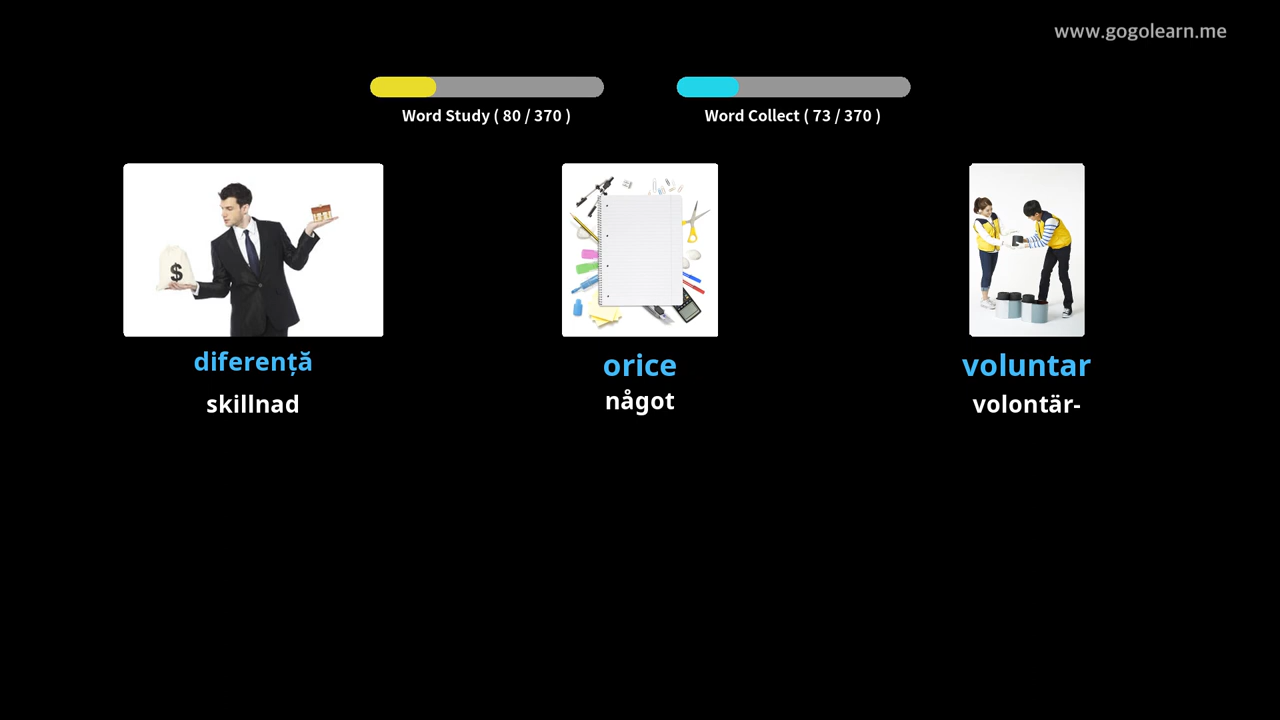 www.gogolearn.me
Word Study ( 80 / 370 )
Word Collect ( 73 / 370 )
$
diferență
orice
voluntar
skillnad
något
volontär-